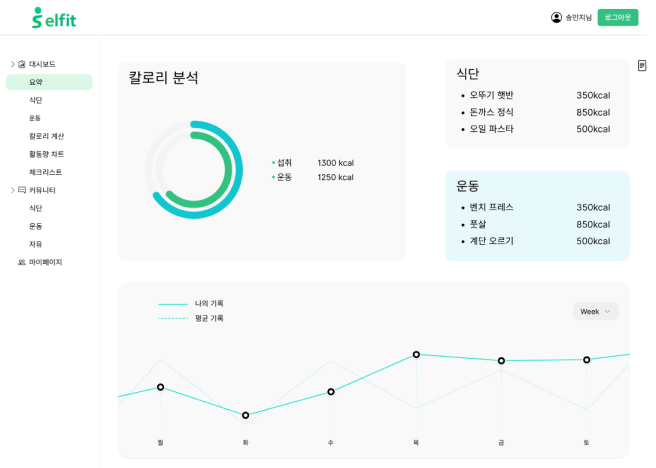 Selfit
송민지님
로그아웃
대시보드
요약
식단
운동
칼로리 계산
활동량 차트
체크리스트
커뮤니티
식단
운동
자유
마이페이지
칼로리 분석
섭취 1300 kcal
운동 1250 kcal
식단
• 오뚜기 햇반 350kcal
• 돈까스 정식 850kcal
• 오일 파스타 500kcal
운동
• 벤치 프레스 350kcal
• 풋살 850kcal
• 계단 오르기 500kcal
나의 기록
평균 기록
Week
월 화 수 목 금 토